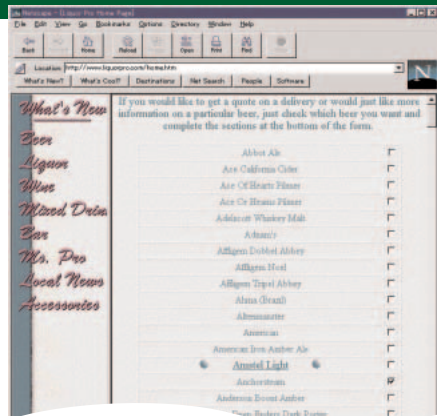 Netscape - [Liquor Pro Home Page]
File Edit View Go Bookmarks Options Directory Window Help
Back Home Reload Open Print Find
Location: http://www.liquorpro.com/home.htm
What's New? What's Cool? Destinations Net Search People Software
N
What's New
Beer
Liquor
Wine
Mixed Drin
Bar
Ms. Pro
Local News
Accessories
If you would like to get a quote on a delivery or would just like more
information on a particular beer, just check which beer you want and
complete the sections at the bottom of the form.
Abbot Ale
Ace California Cider
Ace Of Hearts Pilsner
Ace Or Hearts Pilsner
Adelscott Whiskey Malt
Adnam's
Affligem Dobbel Abbey
Affligem Noel
Affligem Tripel Abbey
Altenmunster
American
American Iron Amber Ale
Amstel Light
Anchorsteam
Anderson Boont Amber